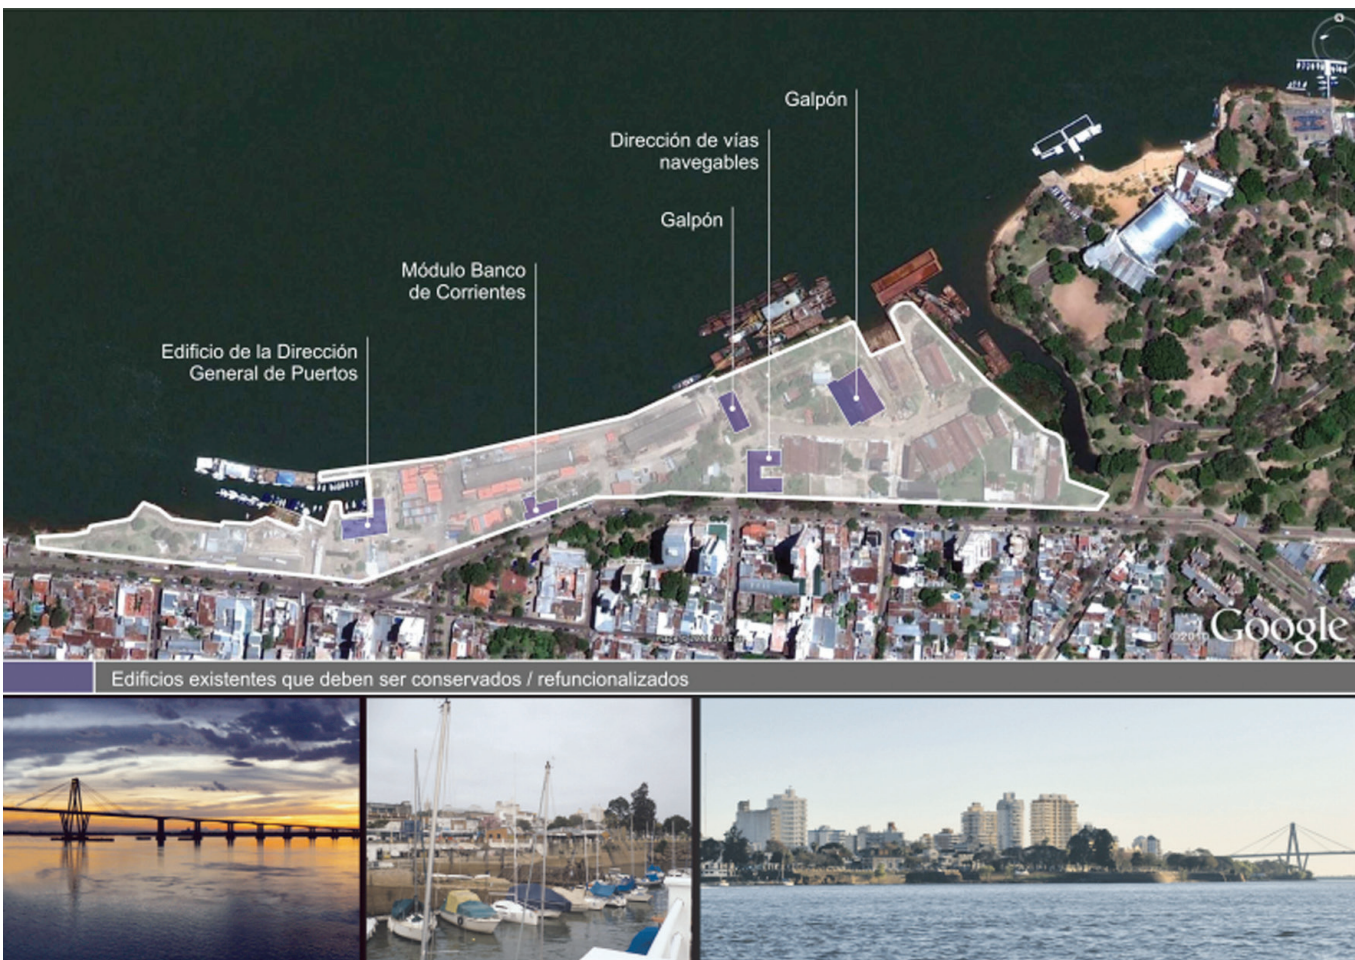 Galpón
Dirección de vías
navegables
Galpón
Módulo Banco
de Corrientes
Edificio de la Dirección
General de Puertos
Google
Edificios existentes que deben ser conservados / refuncionalizados